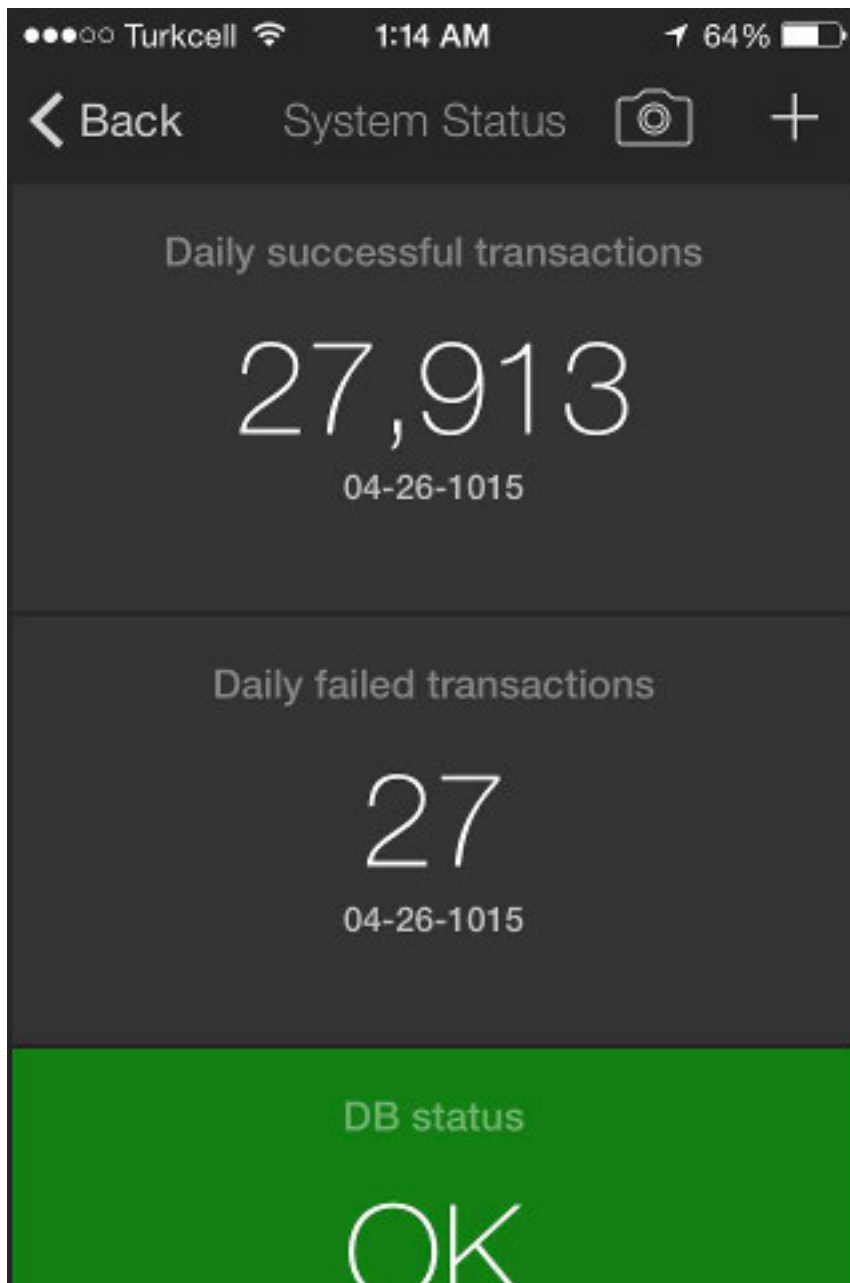 Turkcell 1:14 AM 64%
Back System Status
Daily successful transactions
27,913
04-26-1015
Daily failed transactions
27
04-26-1015
DB status
OK